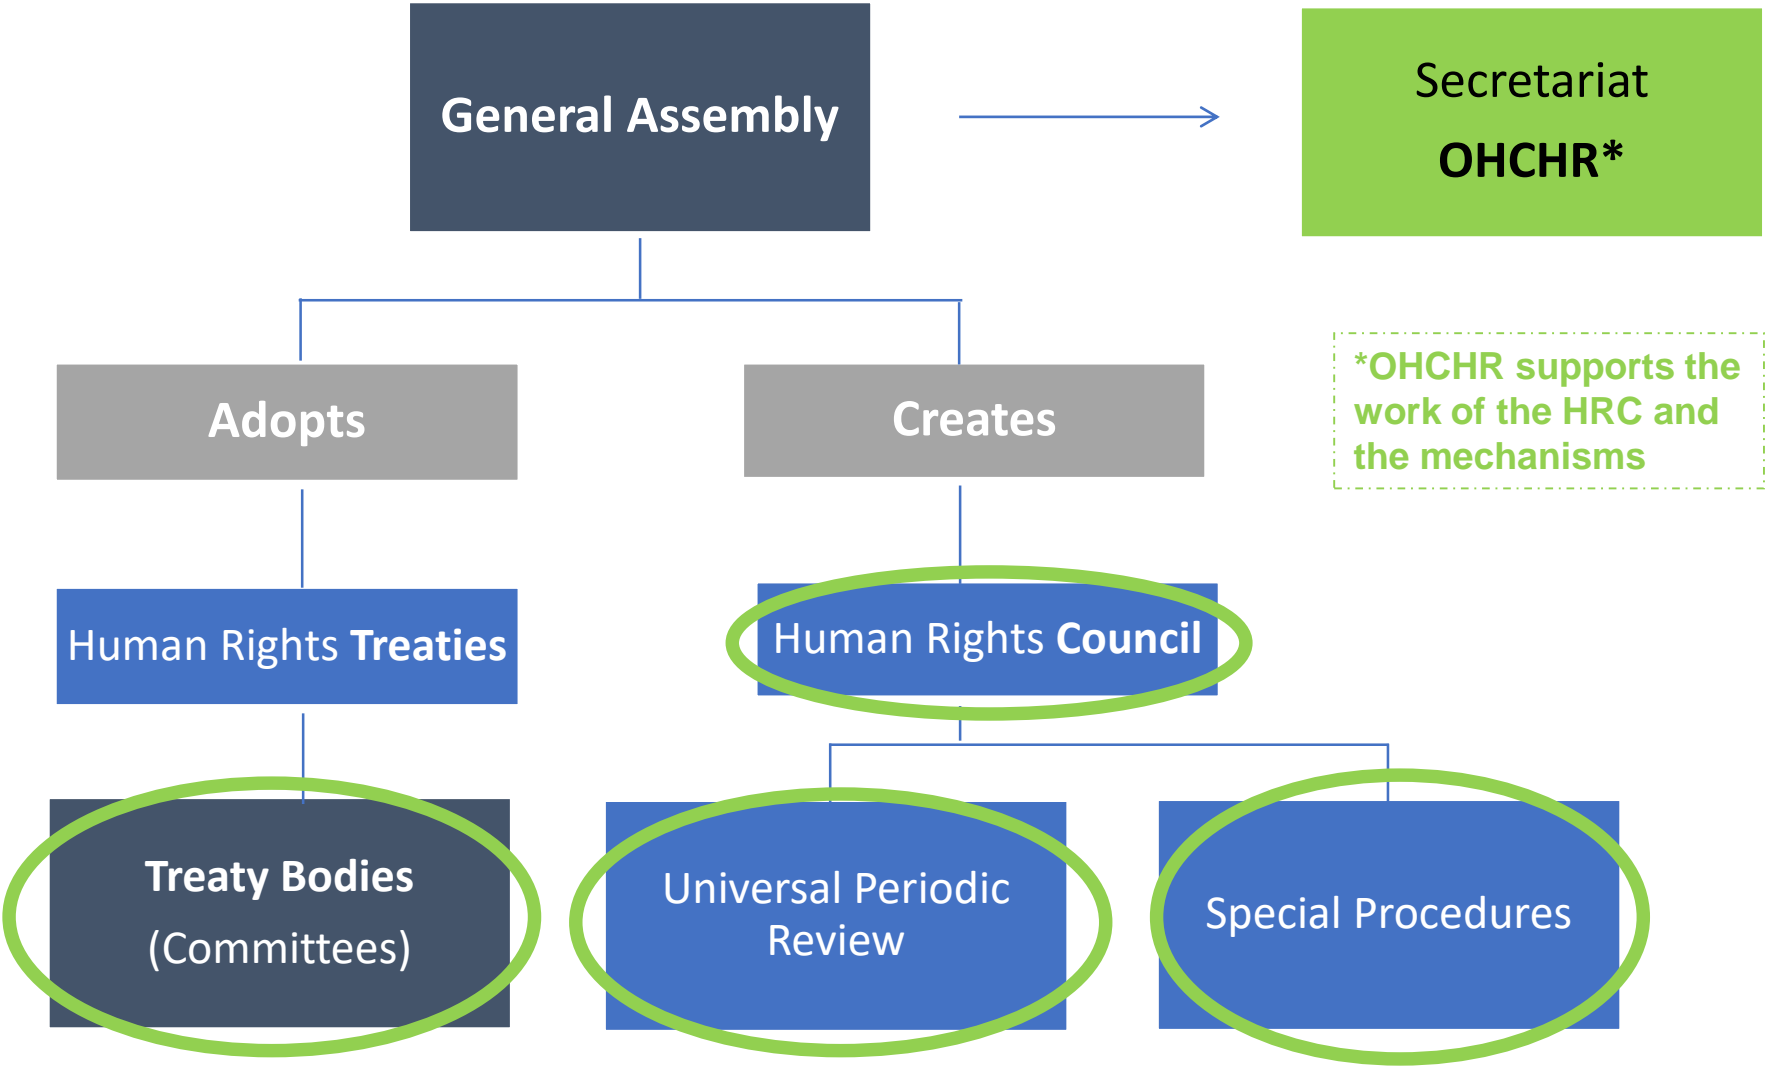 General Assembly
Secretariat
OHCHR*
*OHCHR supports the
work of the HRC and
the mechanisms
Adopts
Creates
Human Rights Treaties
Human Rights Council
Treaty Bodies
(Committees)
Universal Periodic
Review
Special Procedures